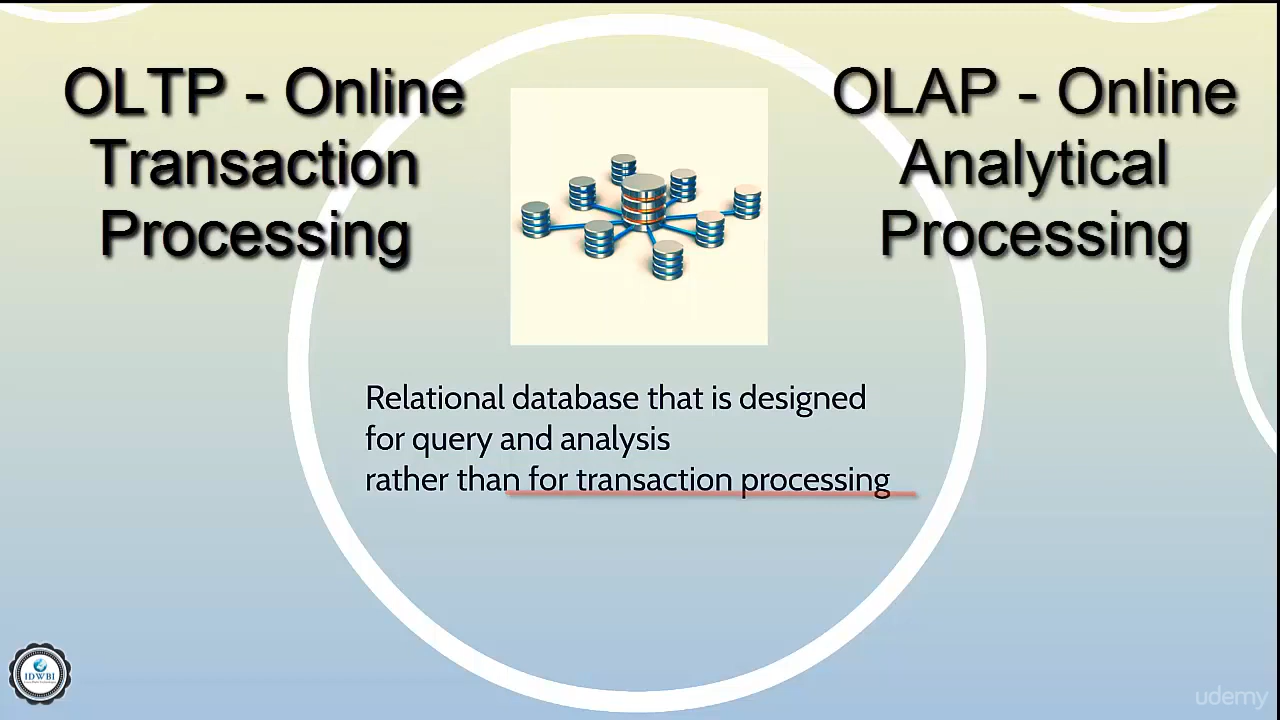 OLTP - Online
Transaction
Processing
OLAP - Online
Analytical
Processing
Relational database that is designed
for query and analysis
rather than for transaction processing
IDWBI
udemy